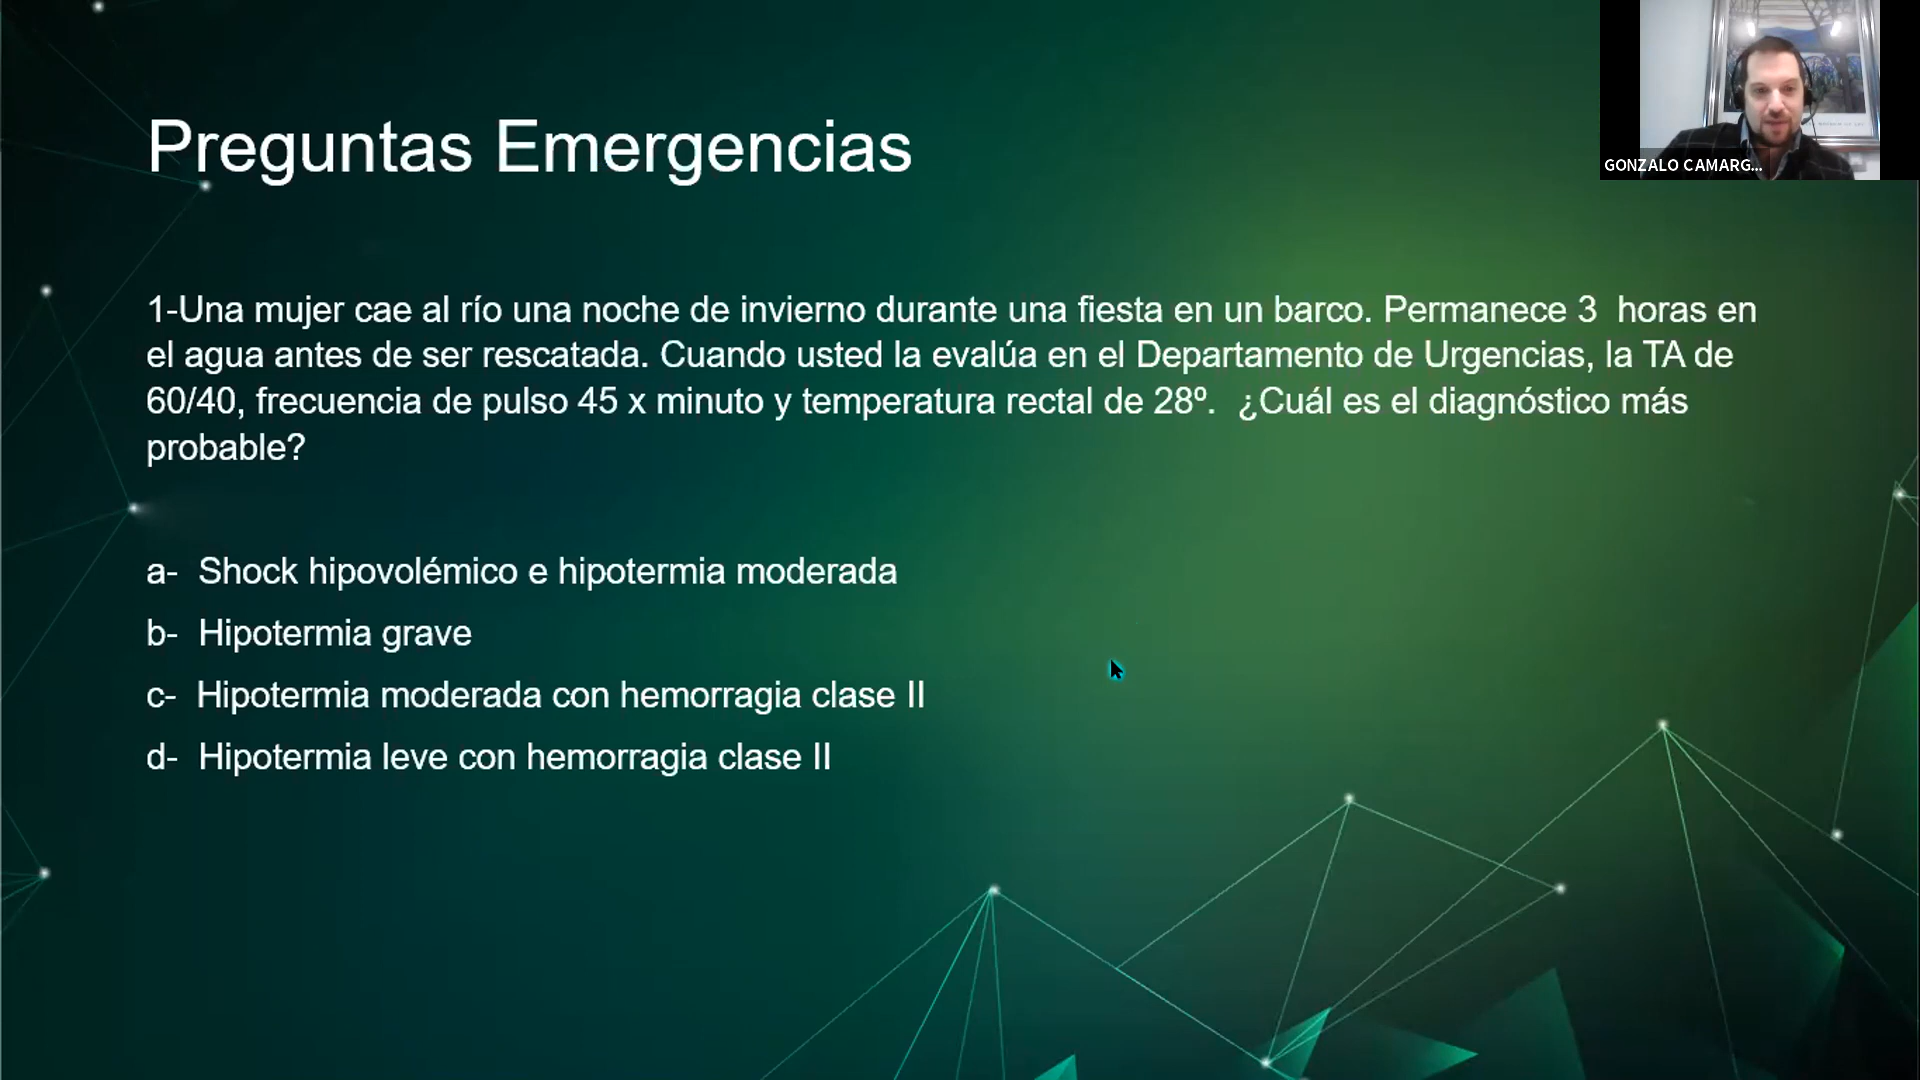 Preguntas Emergencias
GONZALO CAMARG...
1-Una mujer cae al río una noche de invierno durante una fiesta en un barco. Permanece 3  horas en
el agua antes de ser rescatada. Cuando usted la evalúa en el Departamento de Urgencias, la TA de
60/40, frecuencia de pulso 45 x minuto y temperatura rectal de 28º.  ¿Cuál es el diagnóstico más
probable?
a-  Shock hipovolémico e hipotermia moderada
b-  Hipotermia grave
c-  Hipotermia moderada con hemorragia clase II
d-  Hipotermia leve con hemorragia clase II